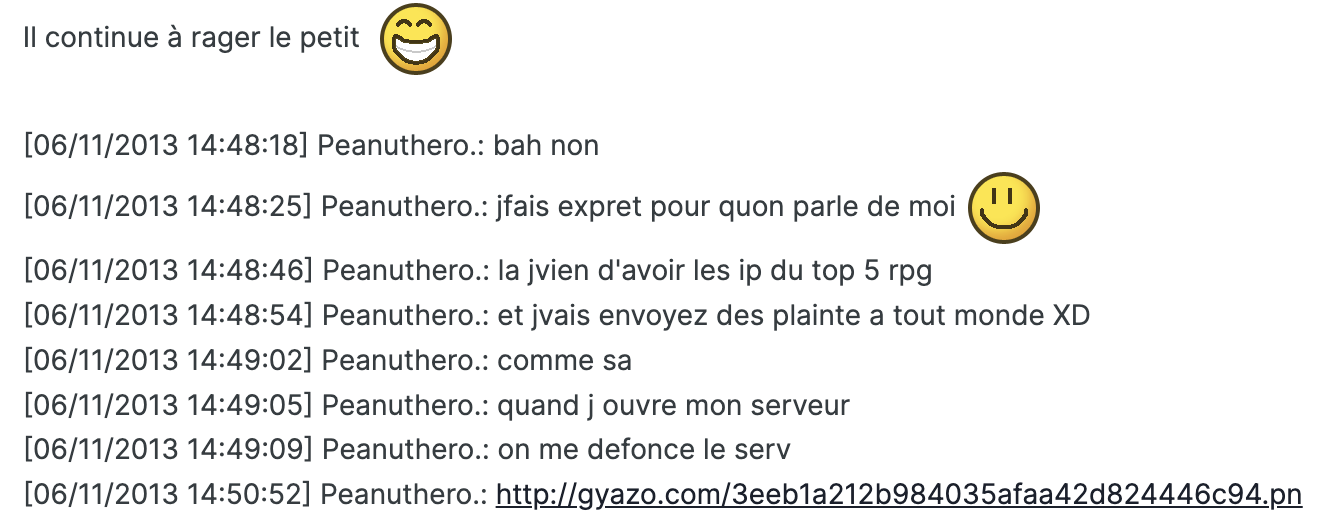 Il continue à rager le petit
[06/11/2013 14:48:18] Peanuthero.: bah non
[06/11/2013 14:48:25] Peanuthero.: jfais expret pour quon parle de moi
[06/11/2013 14:48:46] Peanuthero.: la jvien d'avoir les ip du top 5 rpg
[06/11/2013 14:48:54] Peanuthero.: et jvais envoyez des plainte a tout monde XD
[06/11/2013 14:49:02] Peanuthero.: comme sa
[06/11/2013 14:49:05] Peanuthero.: quand j ouvre mon serveur
[06/11/2013 14:49:09] Peanuthero.: on me defonce le serv
[06/11/2013 14:50:52] Peanuthero.: http://gyazo.com/3eeb1a212b984035afaa42d824446c94.pn